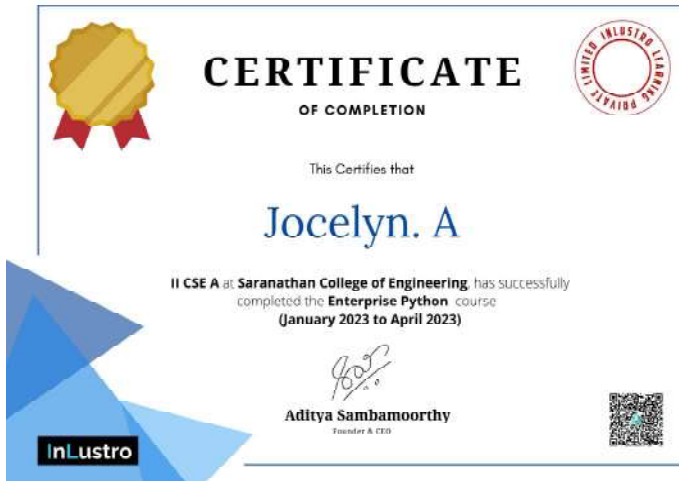 CERTIFICATE
OF COMPLETION
INLUSTRO LEARNING PRIVATE LIMITED
This Certifies that
Jocelyn. A
II CSE A at Saranathan College of Engineering, has successfully
completed the Enterprise Python course
(January 2023 to April 2023)
Aditya Sambamoorthy
Founder & CEO
InLustro